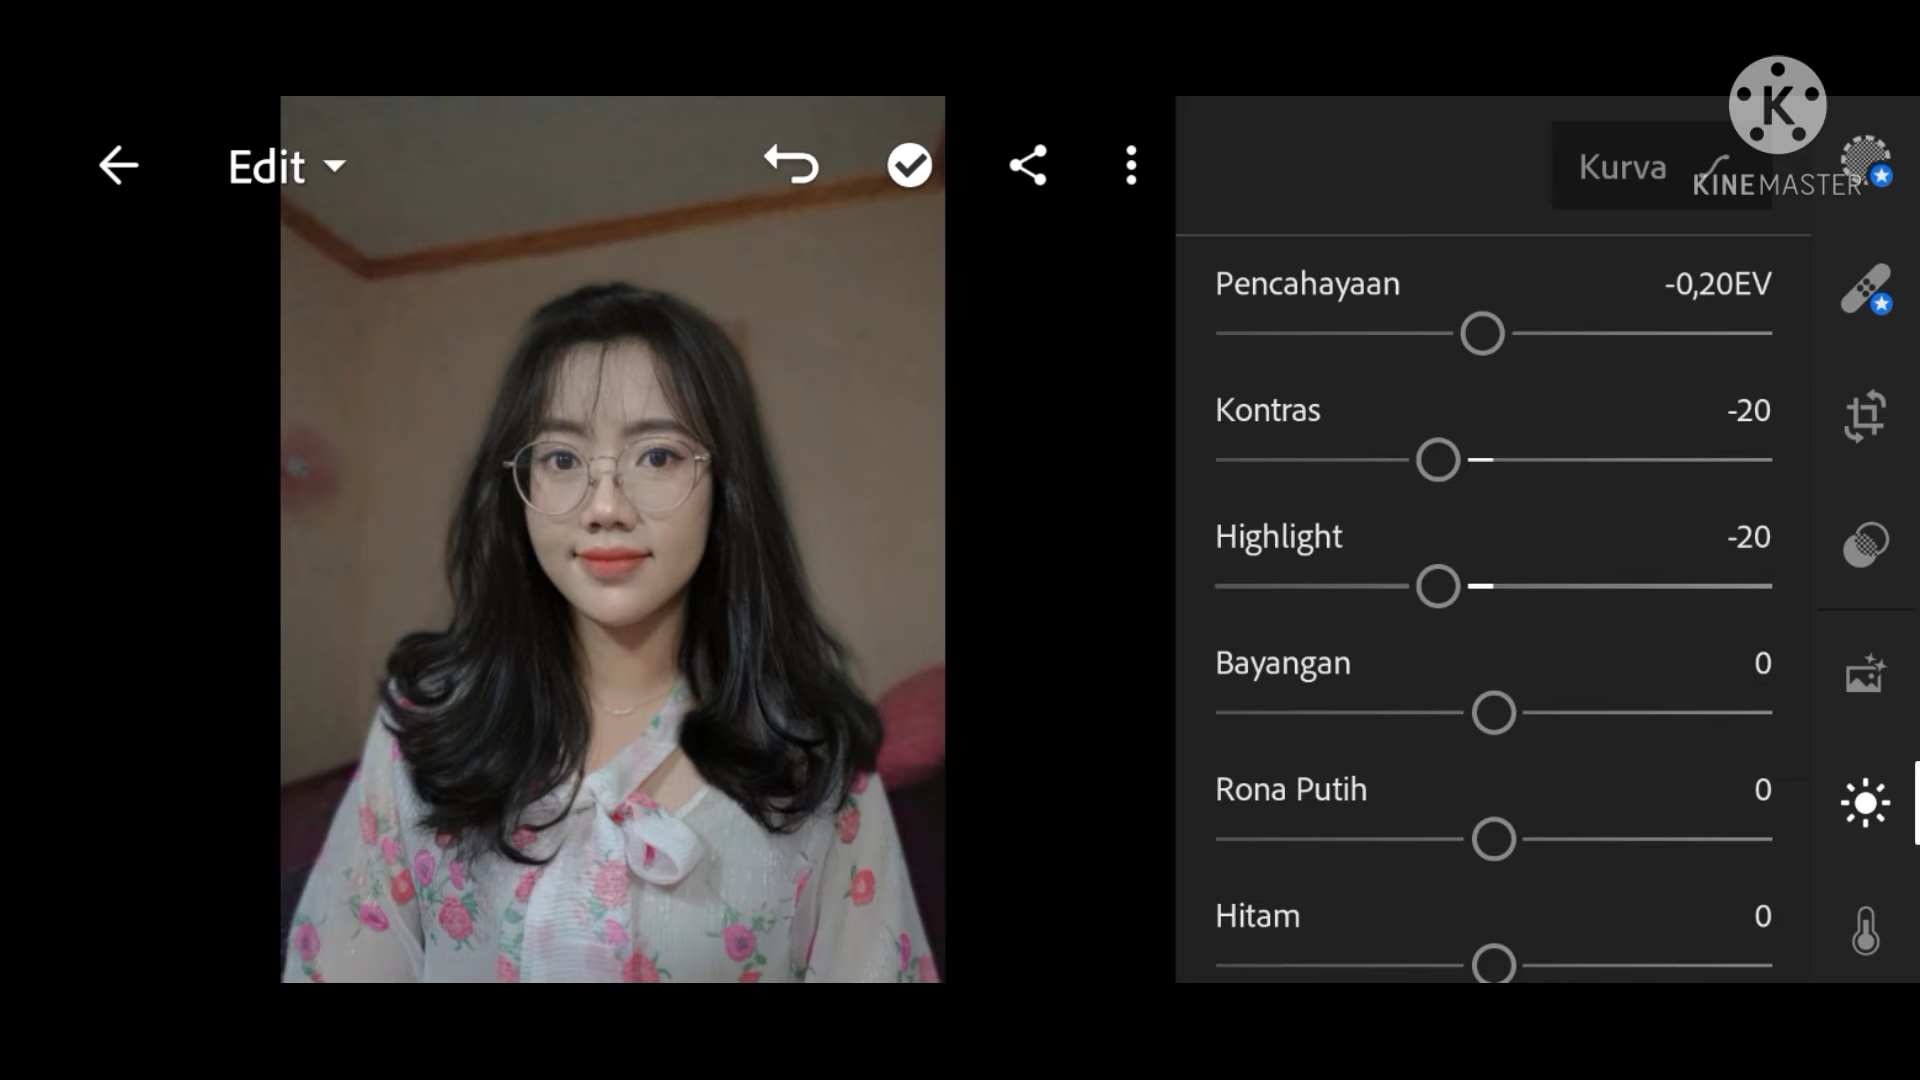 Edit
Kurva
K
KINEMASTER
Pencahayaan -0,20EV
Kontras -20
Highlight -20
Bayangan 0
Rona Putih 0
Hitam 0